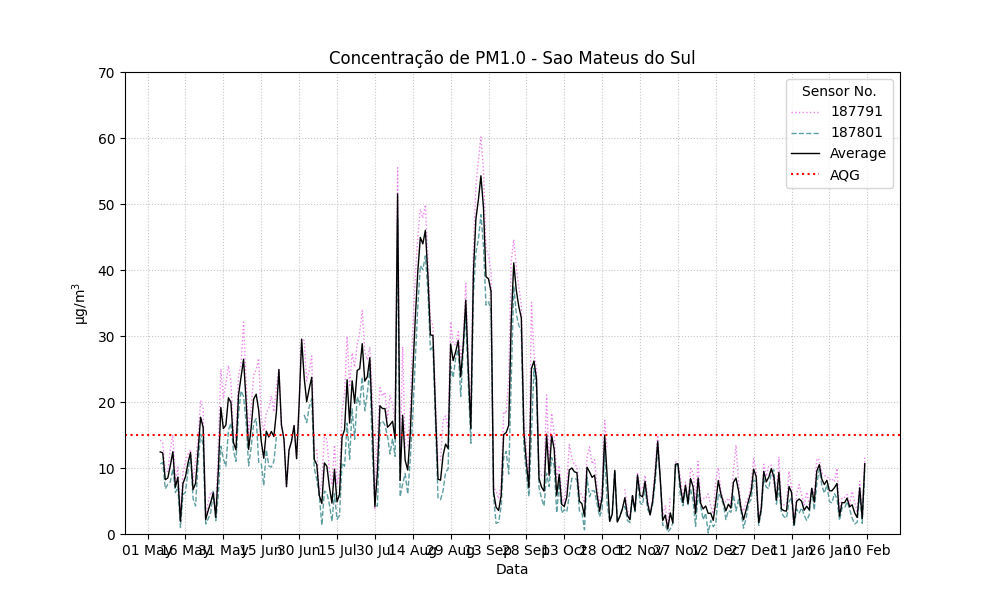 Concentração de PM1.0 - Sao Mateus do Sul
µg/m³
70
60
50
40
30
20
10
0
Sensor No.
187791
187801
Average
AQG
01 May 16 May 31 May 15 Jun 30 Jun 15 Jul 30 Jul 14 Aug 29 Aug 13 Sep 28 Sep 13 Oct 28 Oct 12 Nov 27 Nov 12 Dec 27 Dec 11 Jan 26 Jan 10 Feb
Data